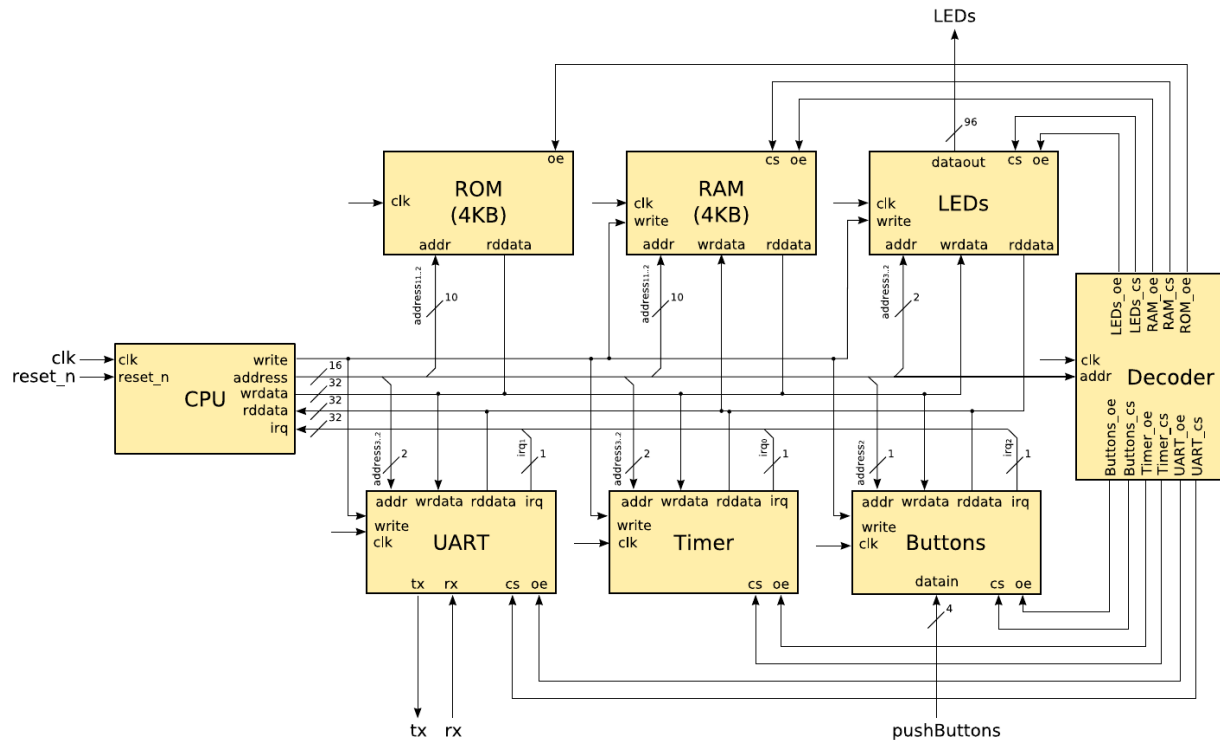 LEDs
96
oe
ROM
(4KB)
clk
addr
rddata
cs oe
RAM
(4KB)
clk
write
addr
wrdata
rddata
dataout
cs oe
LEDs
clk
write
addr
wrdata
rddata
address11..2
10
address11..2
10
address3..2
2
LEDs_oe
LEDs_cs
RAM_oe
RAM_cs
ROM_oe
clk
addr
Decoder
Buttons_oe
Buttons_cs
Timer_oe
Timer_cs
UART_oe
UART_cs
clk
reset_n
clk
reset_n
CPU
write
address
wrdata
rddata
irq
16
32
32
32
address3..2
2
irq1
1
address3..2
2
irq0
1
address2
1
irq2
1
addr wrdata rddata irq
write
clk
UART
tx rx cs oe
addr wrdata rddata irq
write
clk
Timer
cs oe
addr wrdata rddata irq
write
clk
Buttons
datain cs oe
4
tx rx
pushButtons